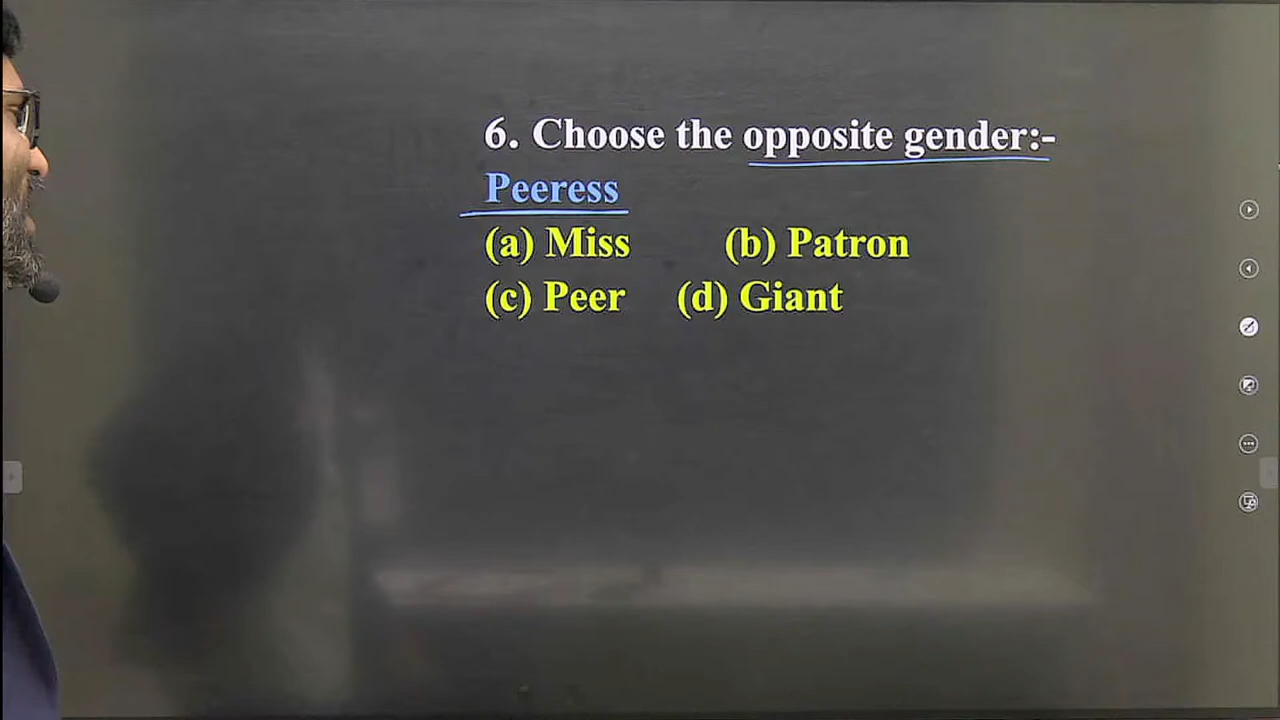 6. Choose the opposite gender:-
Peeress
(a) Miss (b) Patron
(c) Peer (d) Giant